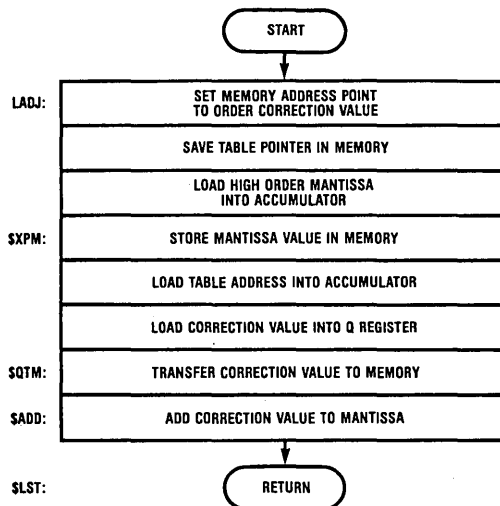 START
LADJ: SET MEMORY ADDRESS POINT
TO ORDER CORRECTION VALUE
SAVE TABLE POINTER IN MEMORY
LOAD HIGH ORDER MANTISSA
INTO ACCUMULATOR
$XPM: STORE MANTISSA VALUE IN MEMORY
LOAD TABLE ADDRESS INTO ACCUMULATOR
LOAD CORRECTION VALUE INTO Q REGISTER
$QTM: TRANSFER CORRECTION VALUE TO MEMORY
$ADD: ADD CORRECTION VALUE TO MANTISSA
$LST: RETURN